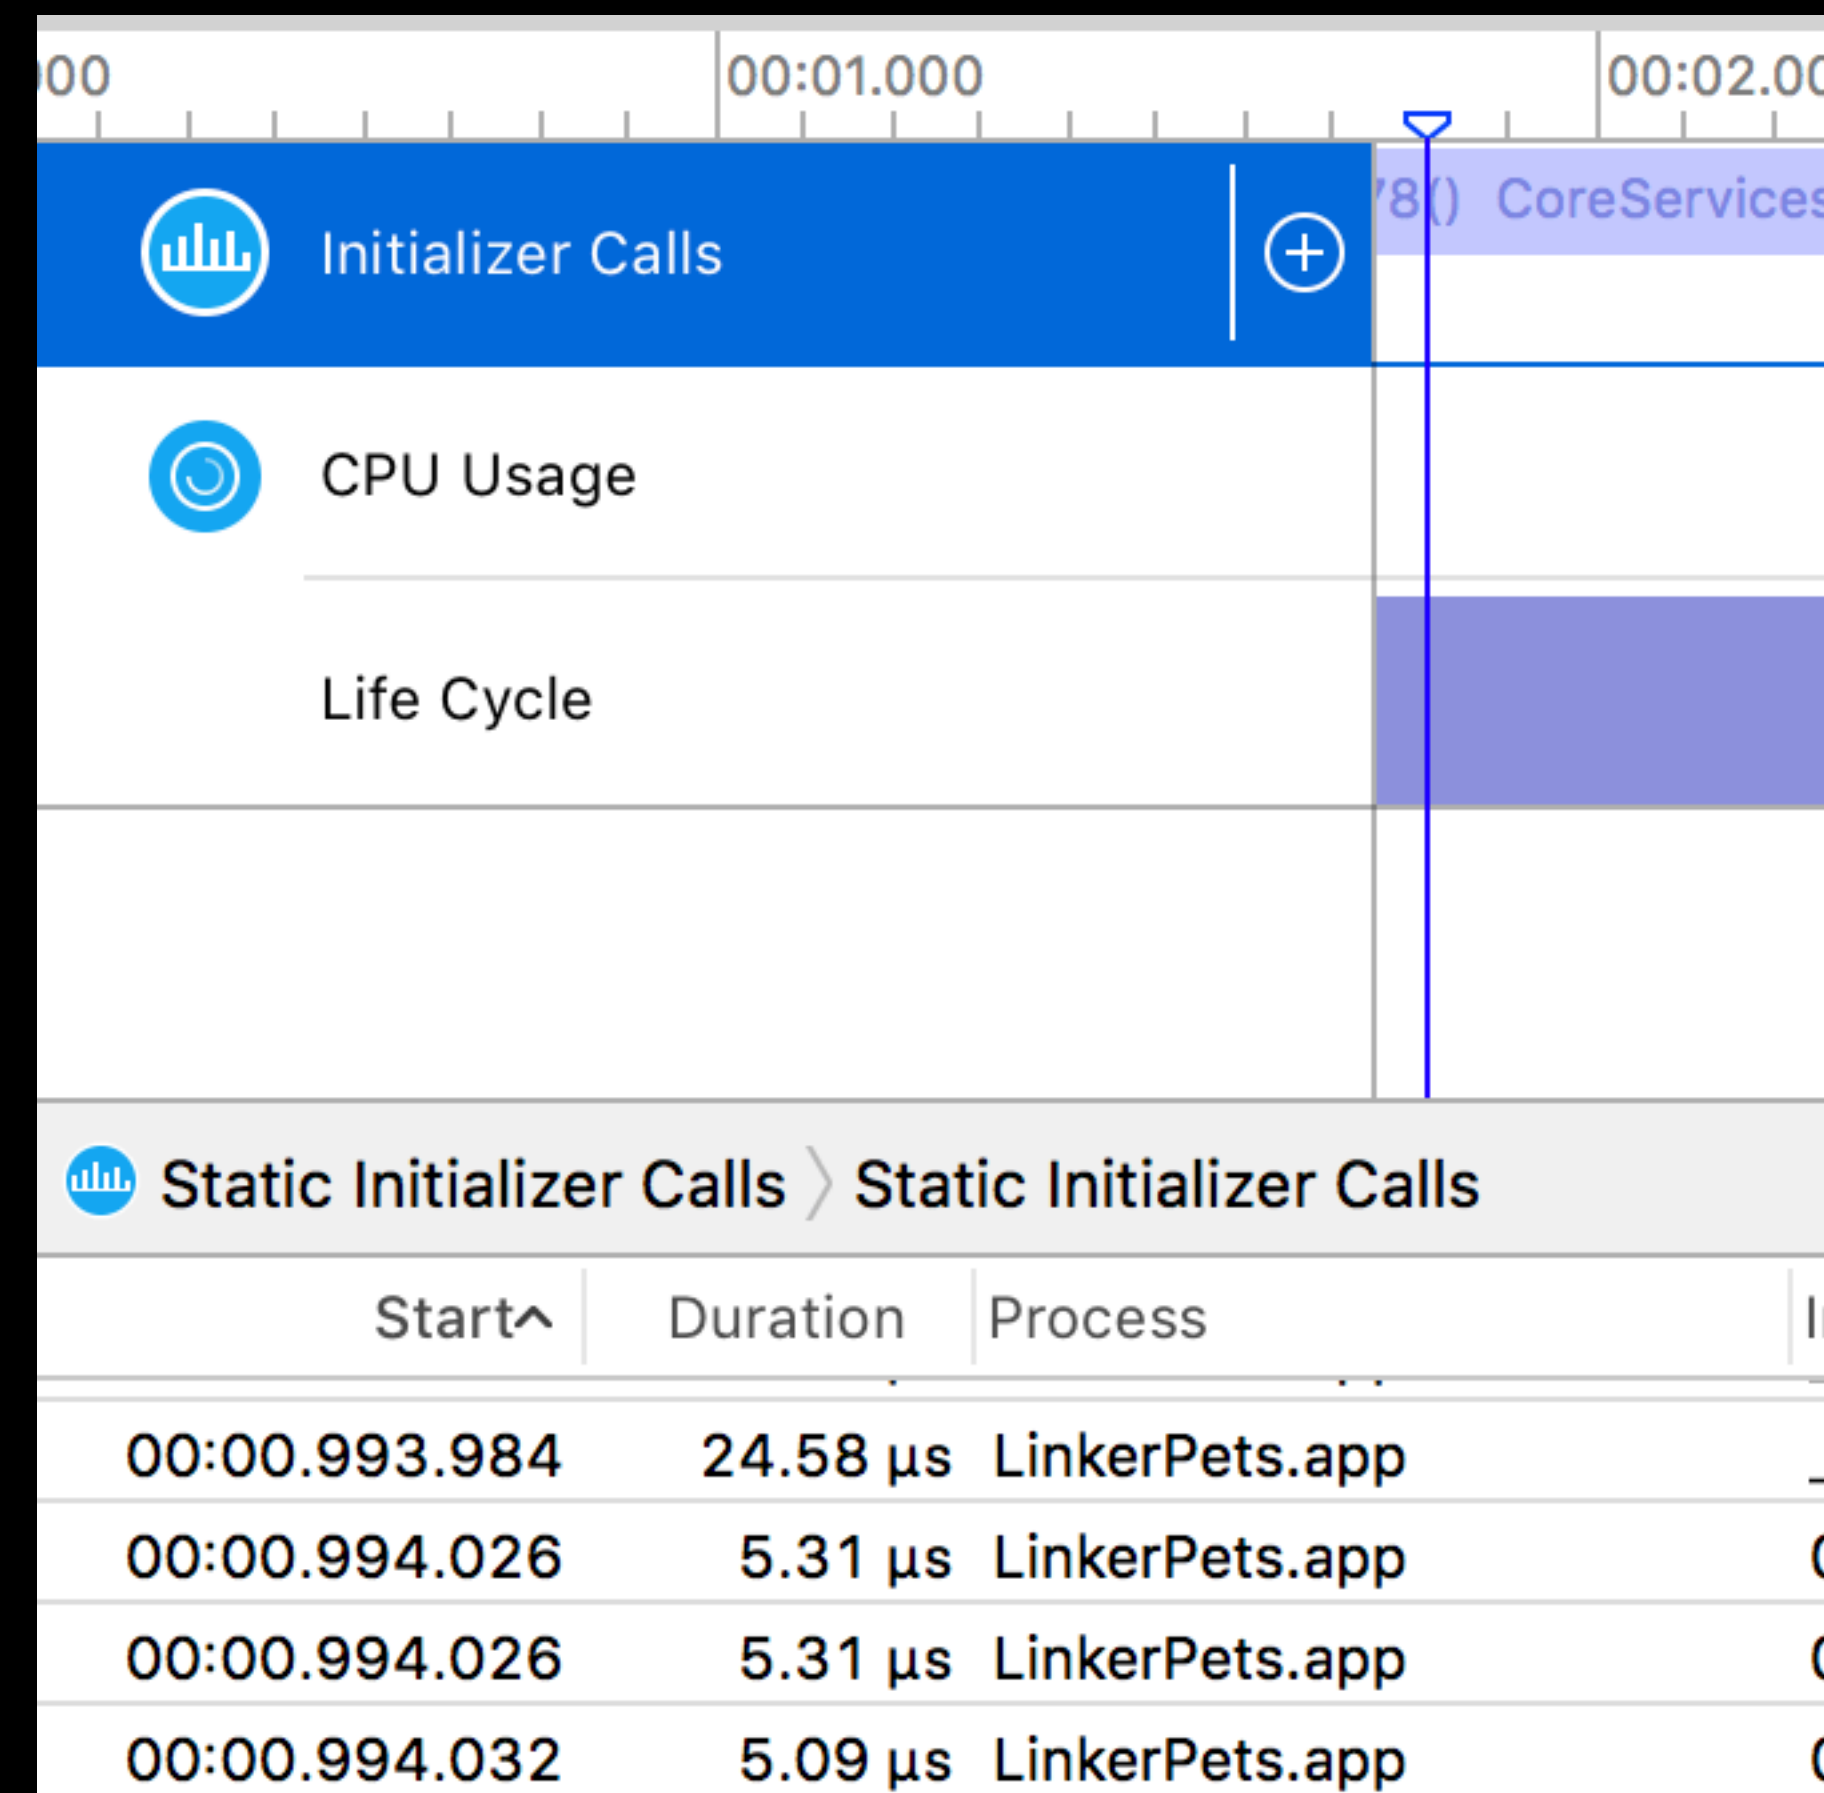 00 00:01.000 00:02.00
Initializer Calls 78() CoreServices
CPU Usage
Life Cycle
Static Initializer Calls 〉 Static Initializer Calls
Start Duration Process
00:00.993.984 24.58 µs LinkerPets.app
00:00.994.026 5.31 µs LinkerPets.app
00:00.994.026 5.31 µs LinkerPets.app
00:00.994.032 5.09 µs LinkerPets.app